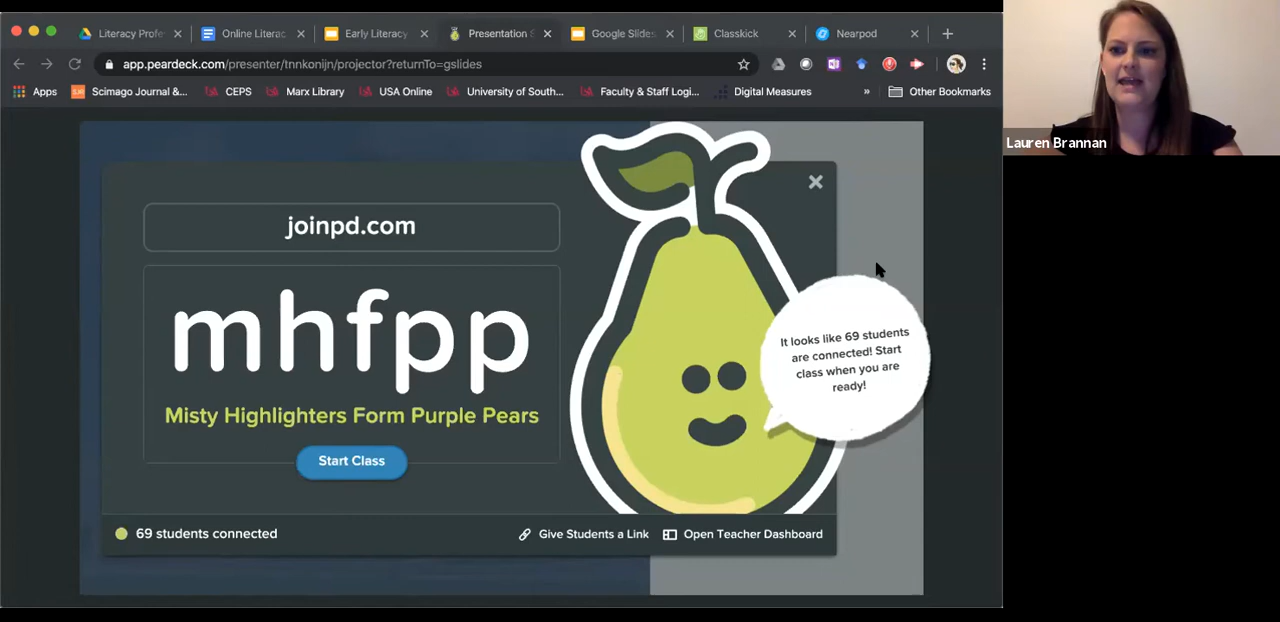 Literacy Profe
Online Literac
Early Literacy
Presentation S
Google Slides
Classkick
Nearpod
app.peardeck.com/presenter/tnnkonijn/projector?returnTo=gslides
Apps
Scimago Journal &...
CEPS
Marx Library
USA Online
University of South...
Faculty & Staff Logi...
Digital Measures
»
Other Bookmarks
Lauren Brannan
joinpd.com
mhfpp
Misty Highlighters Form Purple Pears
Start Class
It looks like 69 students
are connected! Start
class when you are
ready!
69 students connected
Give Students a Link
Open Teacher Dashboard